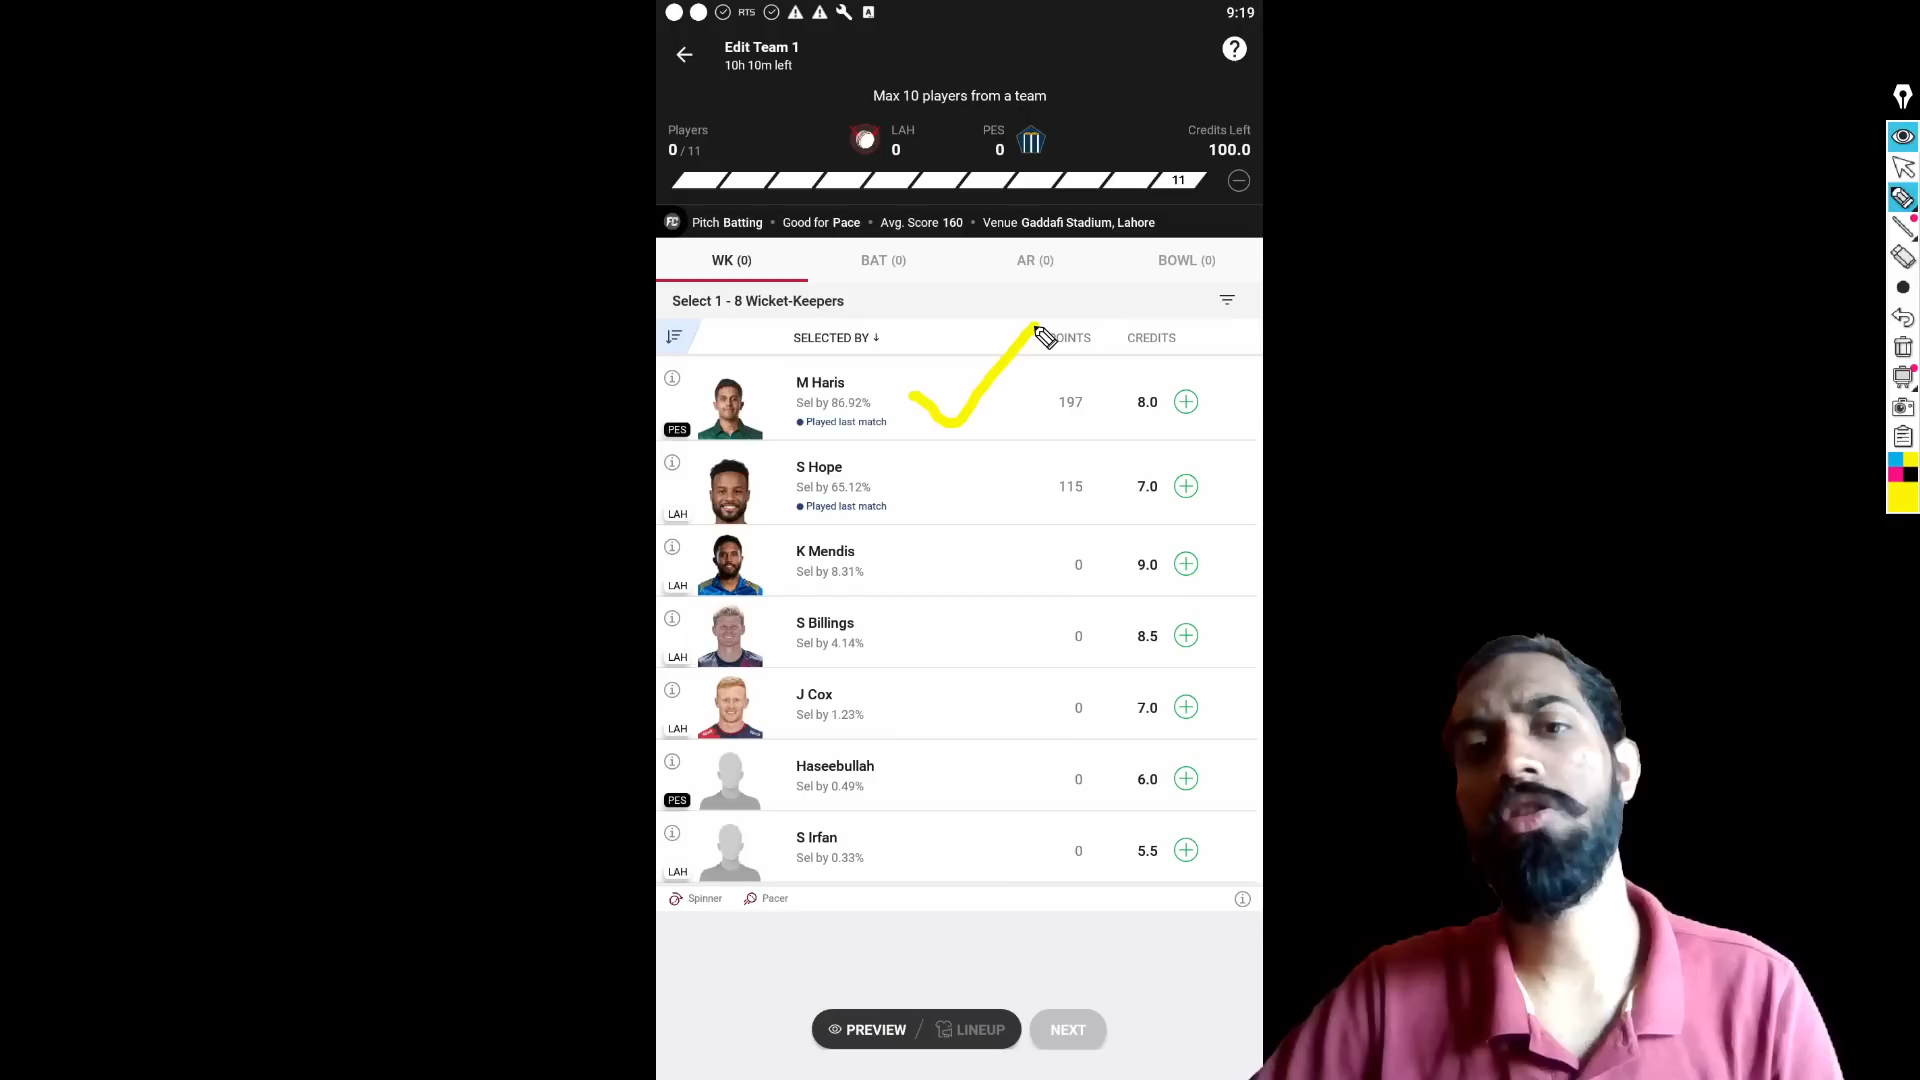 RTS 9:19
Edit Team 1
10h 10m left
Max 10 players from a team
Players LAH PES Credits Left
0 / 11 0 0 100.0
11
FC Pitch Batting • Good for Pace • Avg. Score 160 • Venue Gaddafi Stadium, Lahore
WK (0) BAT (0) AR (0) BOWL (0)
Select 1 - 8 Wicket-Keepers
SELECTED BY ↓ OINTS CREDITS
M Haris
Sel by 86.92% 197 8.0
Played last match
PES
S Hope
Sel by 65.12% 115 7.0
Played last match
LAH
K Mendis
Sel by 8.31% 0 9.0
LAH
S Billings
Sel by 4.14% 0 8.5
LAH
J Cox
Sel by 1.23% 0 7.0
LAH
Haseebullah
Sel by 0.49% 0 6.0
PES
S Irfan
Sel by 0.33% 0 5.5
LAH
Spinner Pacer
PREVIEW / LINEUP NEXT